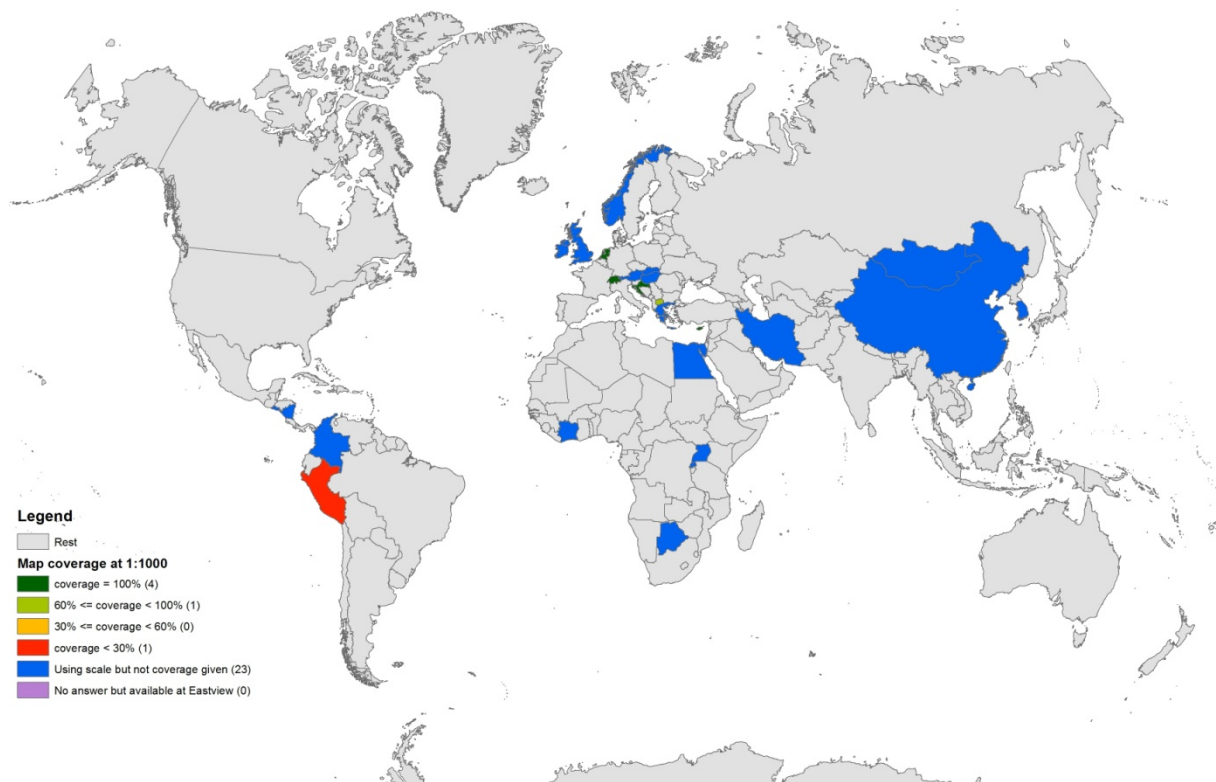 Legend
Rest
Map coverage at 1:1000
coverage = 100% (4)
60% <= coverage < 100% (1)
30% <= coverage < 60% (0)
coverage < 30% (1)
Using scale but not coverage given (23)
No answer but available at Eastview (0)